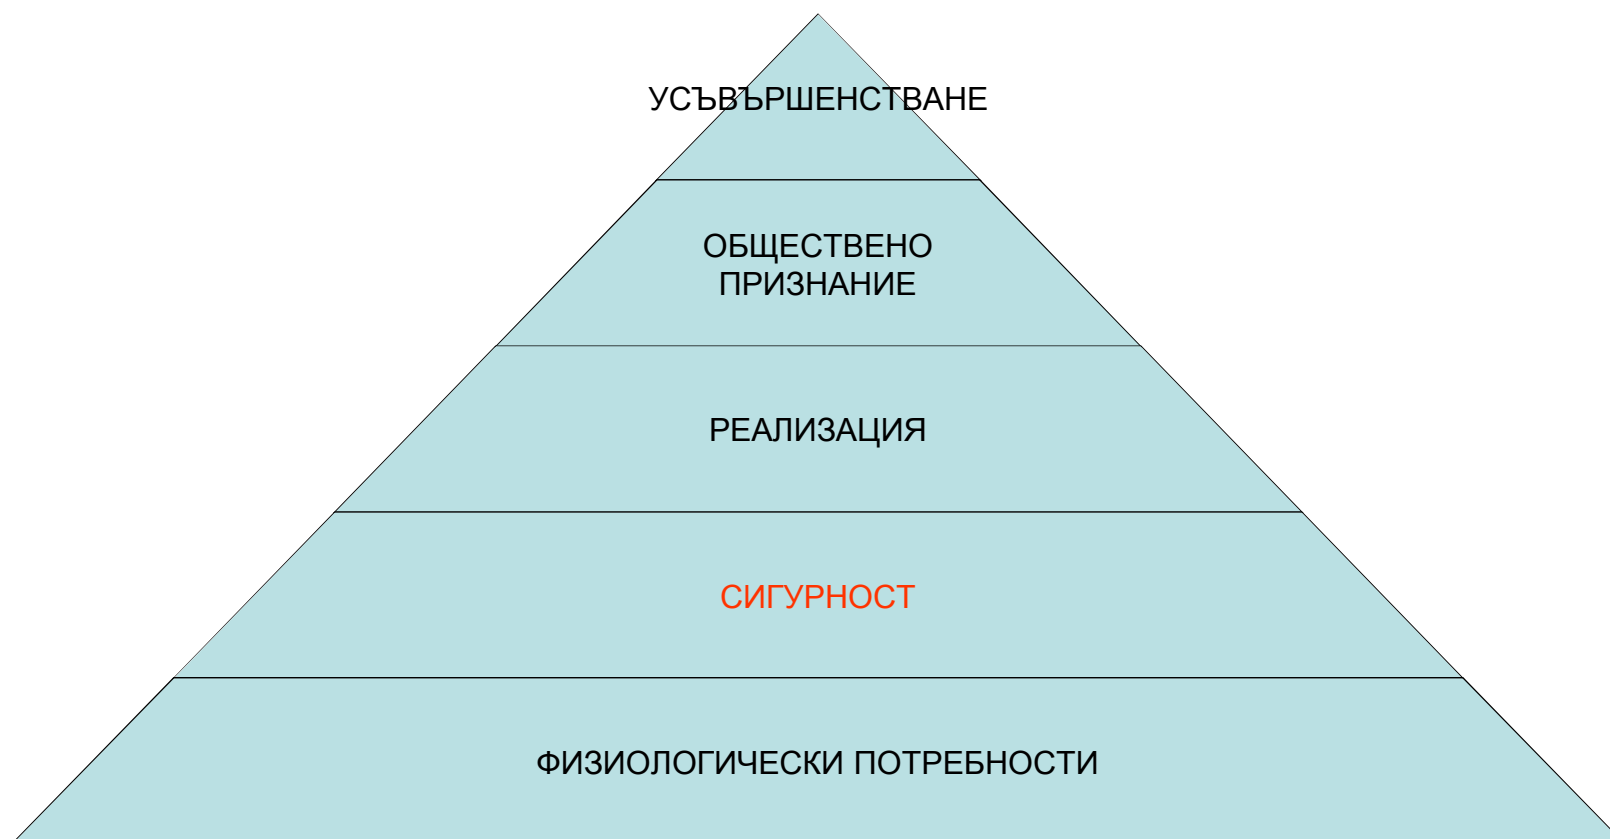 УСЪВЪРШЕНСТВАНЕ
ОБЩЕСТВЕНО
ПРИЗНАНИЕ
РЕАЛИЗАЦИЯ
СИГУРНОСТ
ФИЗИОЛОГИЧЕСКИ ПОТРЕБНОСТИ